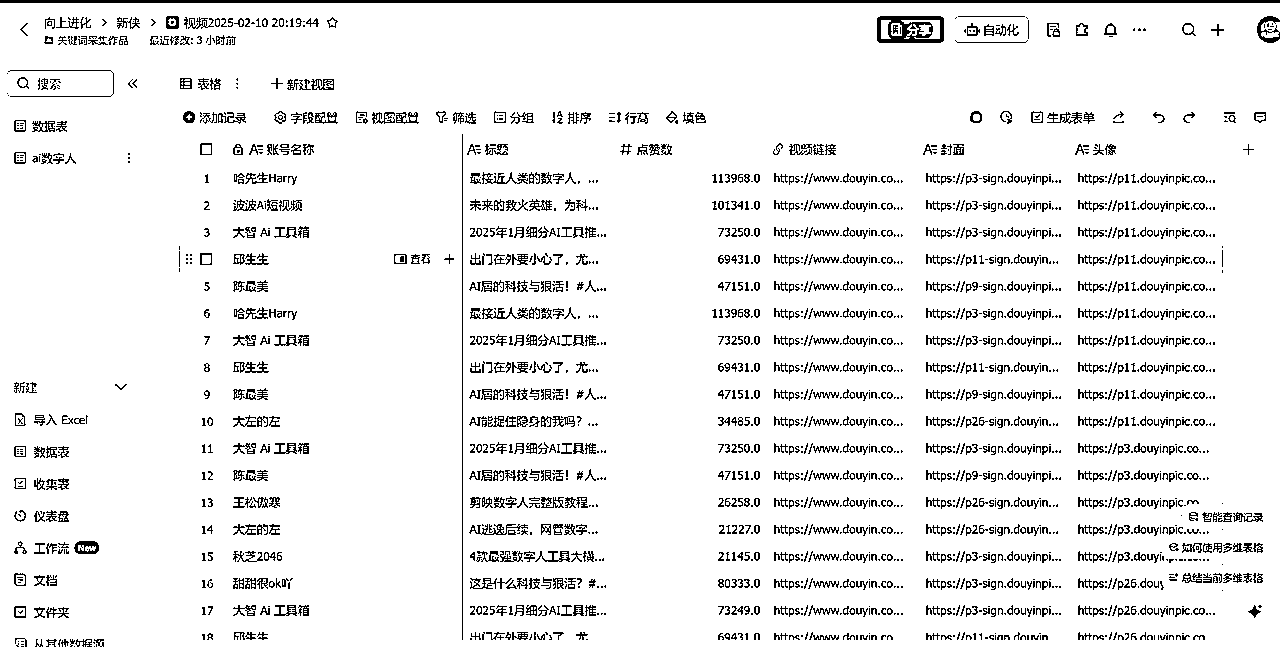 向上进化 > 新侠 > 视频2025-02-10 20:19:44
关键词采集作品 最近修改: 3 小时前
分享 自动化
搜索
表格 新建视图
添加记录 字段配置 视图配置 筛选 分组 排序 行高 填色 生成表单
数据表
ai数字人
账号名称 标题 # 点赞数 视频链接 封面 头像
1 哈先生Harry 最接近人类的数字人，... 113968.0 https://www.douyin.co... https://p3-sign.douyinpi... https://p11.douyinpic.co...
2 波波Ai短视频 未来的救火英雄，为科... 101341.0 https://www.douyin.co... https://p3-sign.douyinpi... https://p11.douyinpic.co...
3 大智 Ai 工具箱 2025年1月细分AI工具推... 73250.0 https://www.douyin.co... https://p3-sign.douyinpi... https://p11.douyinpic.co...
邱生生 查看 出门在外要小心了，尤... 69431.0 https://www.douyin.co... https://p11-sign.douyin... https://p11.douyinpic.co...
5 陈最美 AI届的科技与狠活！#人... 47151.0 https://www.douyin.co... https://p9-sign.douyinpi... https://p11.douyinpic.co...
6 哈先生Harry 最接近人类的数字人，... 113968.0 https://www.douyin.co... https://p3-sign.douyinpi... https://p11.douyinpic.co...
7 大智 Ai 工具箱 2025年1月细分AI工具推... 73250.0 https://www.douyin.co... https://p3-sign.douyinpi... https://p11.douyinpic.co...
8 邱生生 出门在外要小心了，尤... 69431.0 https://www.douyin.co... https://p11-sign.douyin... https://p11.douyinpic.co...
9 陈最美 AI届的科技与狠活！#人... 47151.0 https://www.douyin.co... https://p9-sign.douyinpi... https://p11.douyinpic.co...
10 大左的左 AI能捉住隐身的我吗？... 34485.0 https://www.douyin.co... https://p26-sign.douyin... https://p11.douyinpic.co...
11 大智 Ai 工具箱 2025年1月细分AI工具推... 73250.0 https://www.douyin.co... https://p3-sign.douyinpi... https://p3.douyinpic.co...
12 陈最美 AI届的科技与狠活！#人... 47151.0 https://www.douyin.co... https://p9-sign.douyinpi... https://p3.douyinpic.co...
13 王松傲寒 剪映数字人完整版教程... 26258.0 https://www.douyin.co... https://p26-sign.douyin... https://p3.douyinpic.co
14 大左的左 AI逃逸后续，网警数字... 21227.0 https://www.douyin.co... https://p26-sign.douyin... https://p3.douyinpic.co...
15 秋芝2046 4款最强数字人工具大横... 21145.0 https://www.douyin.co... https://p3-sign.douyinpi... https://p3.douyi
16 甜甜很ok吖 这是什么科技与狠活？#... 80333.0 https://www.douyin.co... https://p3-sign.douyinpi... https://p26.douy
17 大智 Ai 工具箱 2025年1月细分AI工具推... 73249.0 https://www.douyin.co... https://p3-sign.douyinpi... https://p26.douyinpic.co...
18 邱生生 出门在外要小心了，尤... 69431.0 https://www.douyin.co... https://p11-sign.douyin... https://p26.douyinpic.co...
新建
导入 Excel
数据表
收集表
仪表盘
工作流 New
文档
文件夹
从其他数据源
智能查询记录
如何使用多维表格
总结当前多维表格